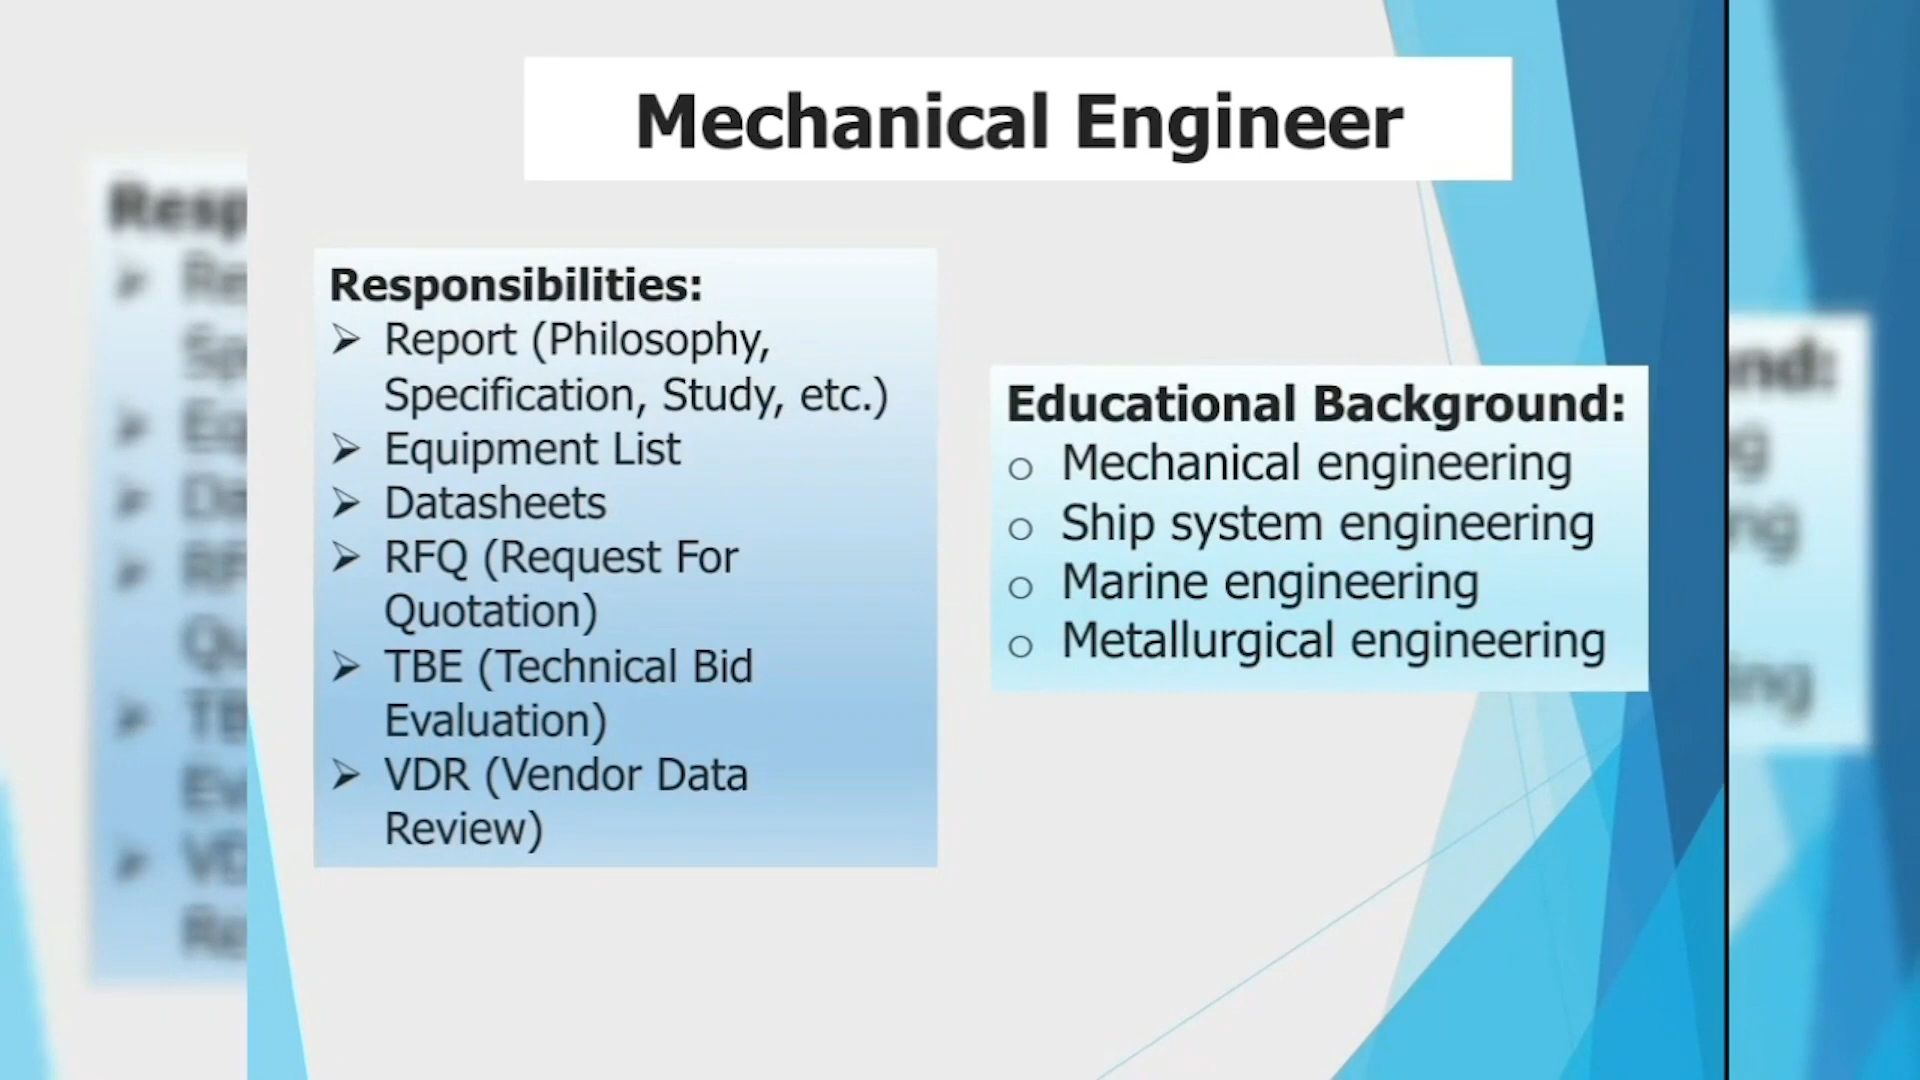 Mechanical Engineer
Responsibilities:
➢ Report (Philosophy,
Specification, Study, etc.)
➢ Equipment List
➢ Datasheets
➢ RFQ (Request For
Quotation)
➢ TBE (Technical Bid
Evaluation)
➢ VDR (Vendor Data
Review)
Educational Background:
o Mechanical engineering
o Ship system engineering
o Marine engineering
o Metallurgical engineering